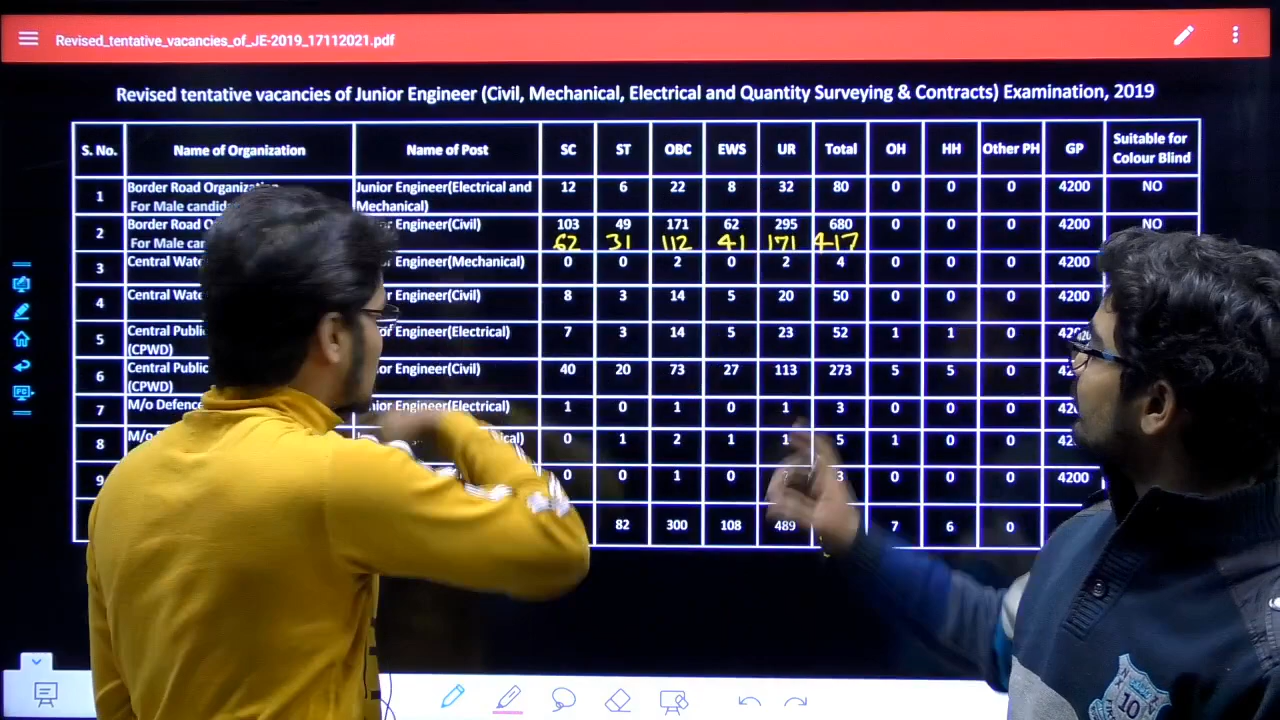 Revised_tentative_vacancies_of_JE-2019_17112021.pdf
Revised tentative vacancies of Junior Engineer (Civil, Mechanical, Electrical and Quantity Surveying & Contracts) Examination, 2019
S. No. Name of Organization Name of Post SC ST OBC EWS UR Total OH HH Other PH GP Suitable for Colour Blind
1 Border Road Organization For Male Junior Engineer(Electrical and Mechanical) 12 6 22 8 32 80 0 0 0 4200 NO
2 Border Road For Male Engineer(Civil) 103 49 171 62 295 680 0 0 0 4200 NO
62 31 112 41 171 417
3 Central Engineer(Mechanical) 0 0 2 0 2 4 0 0 0 4200
4 Central Engineer(Civil) 8 3 14 5 20 50 0 0 0 4200
5 Central (CPWD) Engineer(Electrical) 7 3 14 5 23 52 1 1 0
6 Central (CPWD) Engineer(Civil) 40 20 73 27 113 273 5 5 0
7 M/o Defence Engineer(Electrical) 1 0 1 0 1 3 0 0 0
8 M/o 0 1 2 1 1 5 1 0 0
9 0 0 1 0 3 0 0 0 4200
82 300 108 489 7 6 0
10